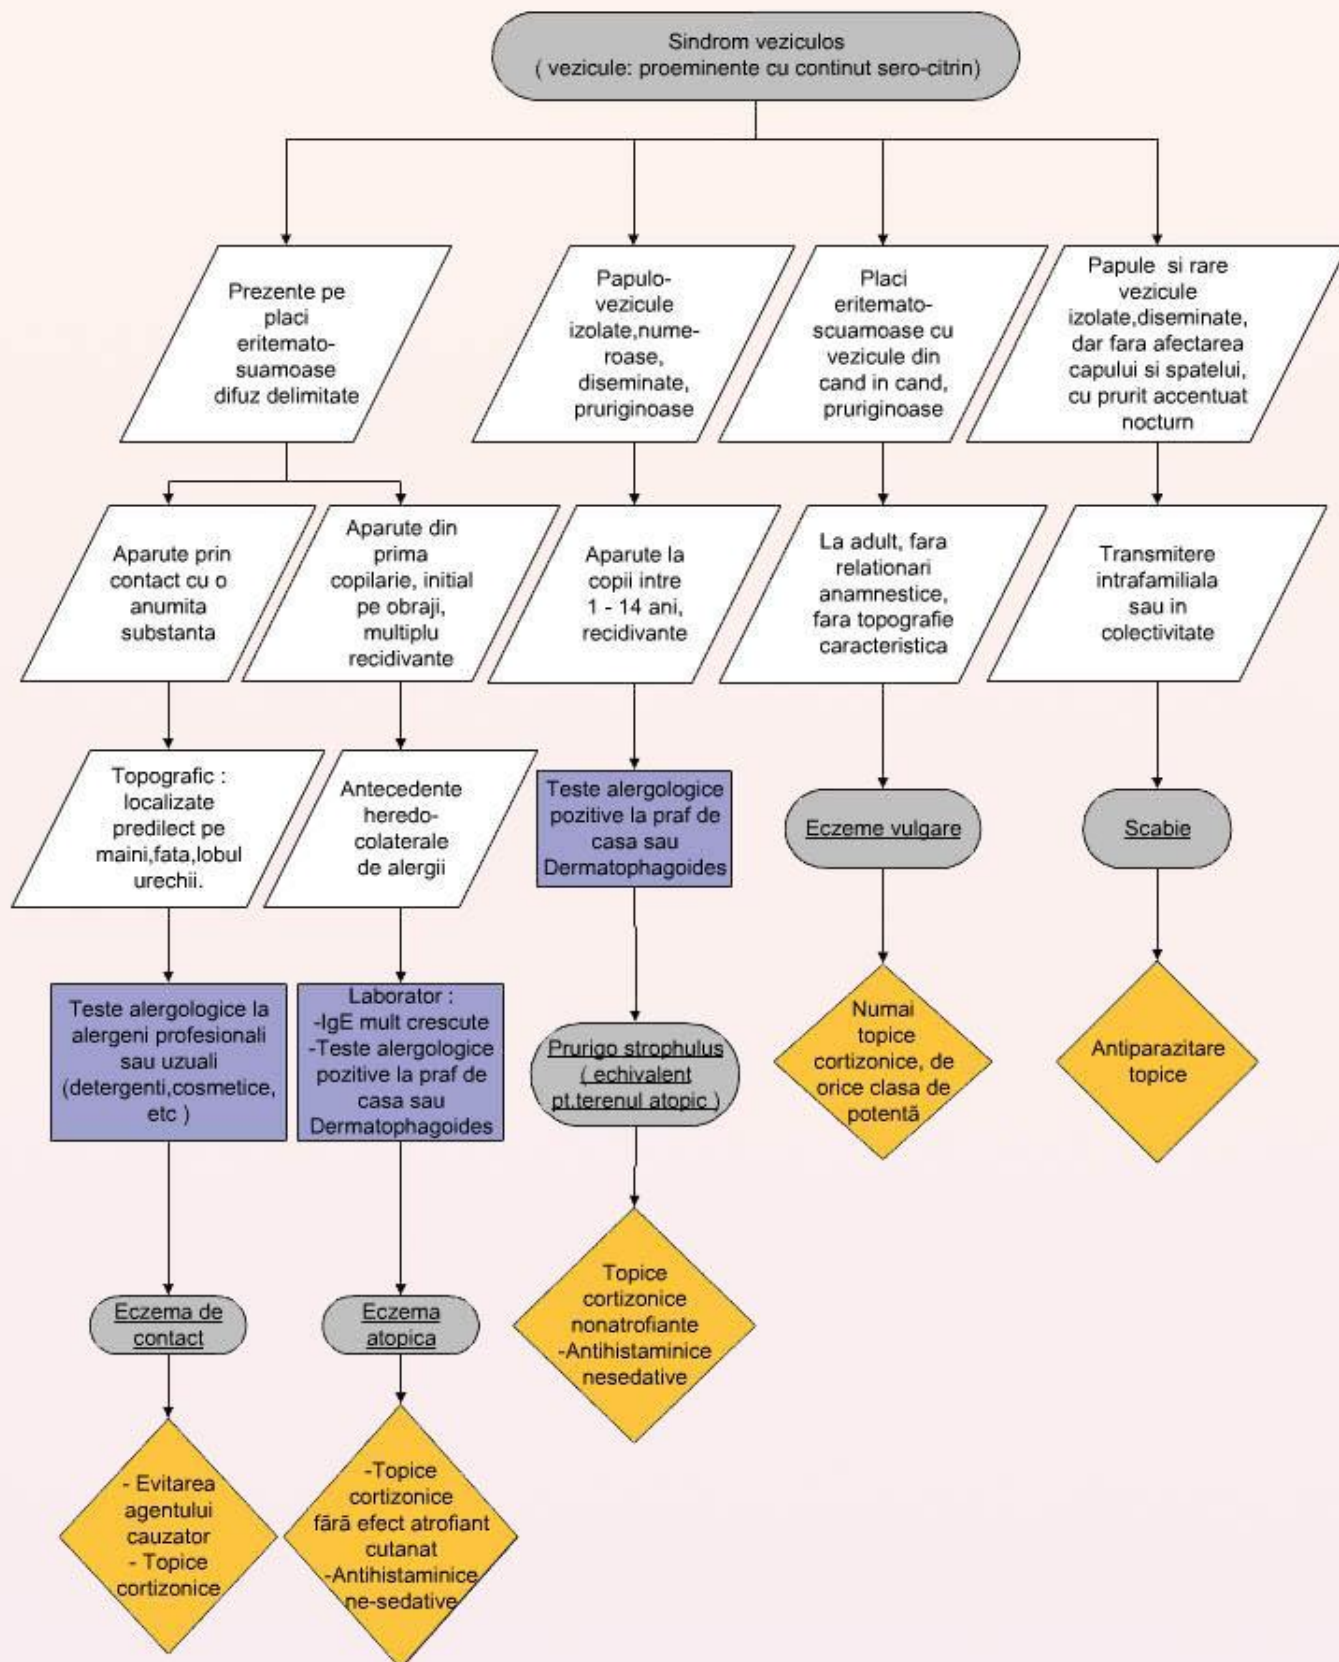 Sindrom veziculos
( vezicule: proeminente cu continut sero-citrin)
Prezente pe
placi
eritemato-
suamoase
difuz delimitate
Papulo-
vezicule
izolate,nume-
roase,
diseminate,
pruriginoase
Placi
eritemato-
scuamoase cu
vezicule din
cand in cand,
pruriginoase
Papule si rare
vezicule
izolate,diseminate,
dar fara afectarea
capului si spatelui,
cu prurit accentuat
nocturn
Aparute prin
contact cu o
anumita
substanta
Aparute din
prima
copilarie, initial
pe obraji,
multiplu
recidivante
Aparute la
copii intre
1 - 14 ani,
recidivante
La adult, fara
relationari
anamnestice,
fara topografie
caracteristica
Transmitere
intrafamiliala
sau in
colectivitate
Topografic :
localizate
predilect pe
maini,fata,lobul
urechii.
Antecedente
heredo-
colaterale
de alergii
Teste alergologice
pozitive la praf de
casa sau
Dermatophagoides
Eczeme vulgare
Scabie
Teste alergologice la
alergeni profesionali
sau uzuali
(detergenti,cosmetice,
etc )
Laborator :
-IgE mult crescute
-Teste alergologice
pozitive la praf de
casa sau
Dermatophagoides
Prurigo strophulus
( echivalent
pt.terenul atopic )
Numai
topice
cortizonice, de
orice clasa de
potentă
Antiparazitare
topice
Eczema de
contact
Eczema
atopica
Topice
cortizonice
nonatrofiante
-Antihistaminice
nesedative
- Evitarea
agentului
cauzator
- Topice
cortizonice
-Topice
cortizonice
fără efect atrofiant
cutanat
-Antihistaminice
ne-sedative